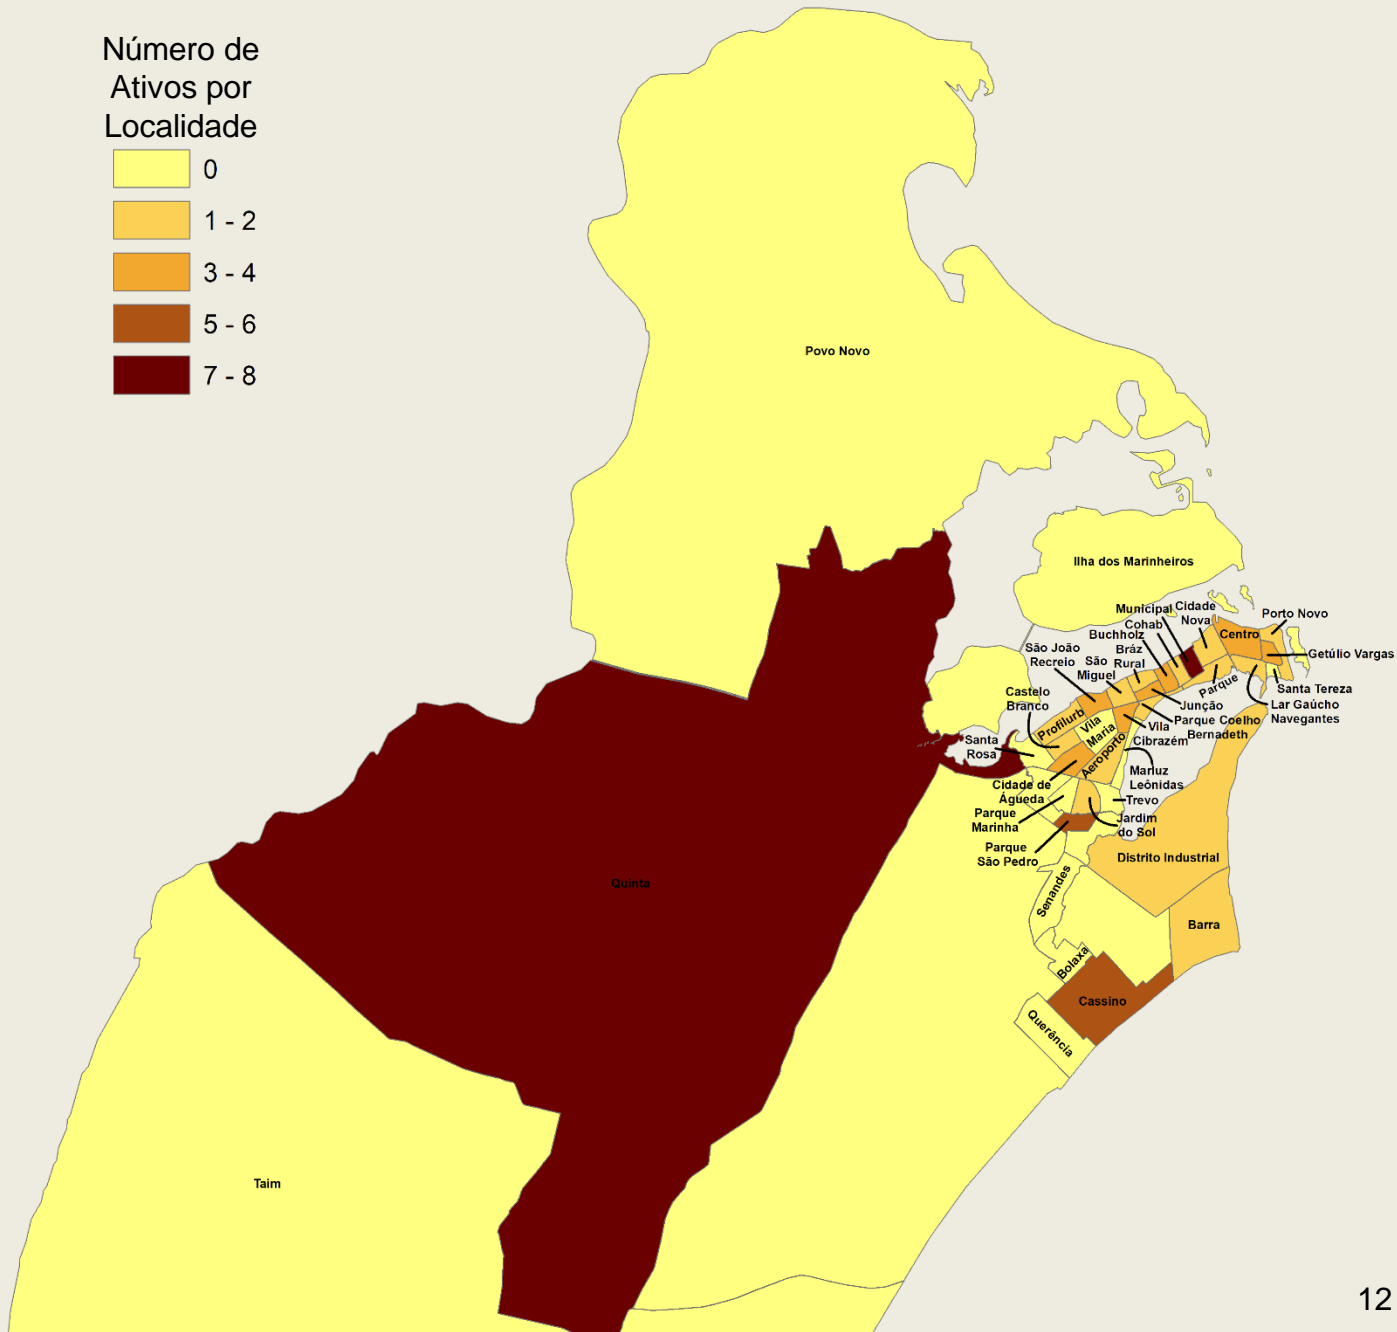 Número de
Ativos por
Localidade
0
1 - 2
3 - 4
5 - 6
7 - 8
Povo Novo
Ilha dos Marinheiros
Municipal
Cidade
Nova
Porto Novo
Cohab
Buchholz
Centro
Bráz
Rural
São João
Recreio
São
Miguel
Getúlio Vargas
Parque
Santa Tereza
Castelo
Branco
Junção
Lar Gaúcho
Navegantes
Profilurb
Vila
Maria
Parque Coelho
Bernadeth
Vila
Cibrazém
Santa
Rosa
Aeroporto
Marluz
Leônidas
Cidade de
Águeda
Trevo
Parque
Marinha
Jardim
do Sol
Parque
São Pedro
Distrito Industrial
Quinta
Senandes
Barra
Bolaxa
Cassino
Querência
Taim
12